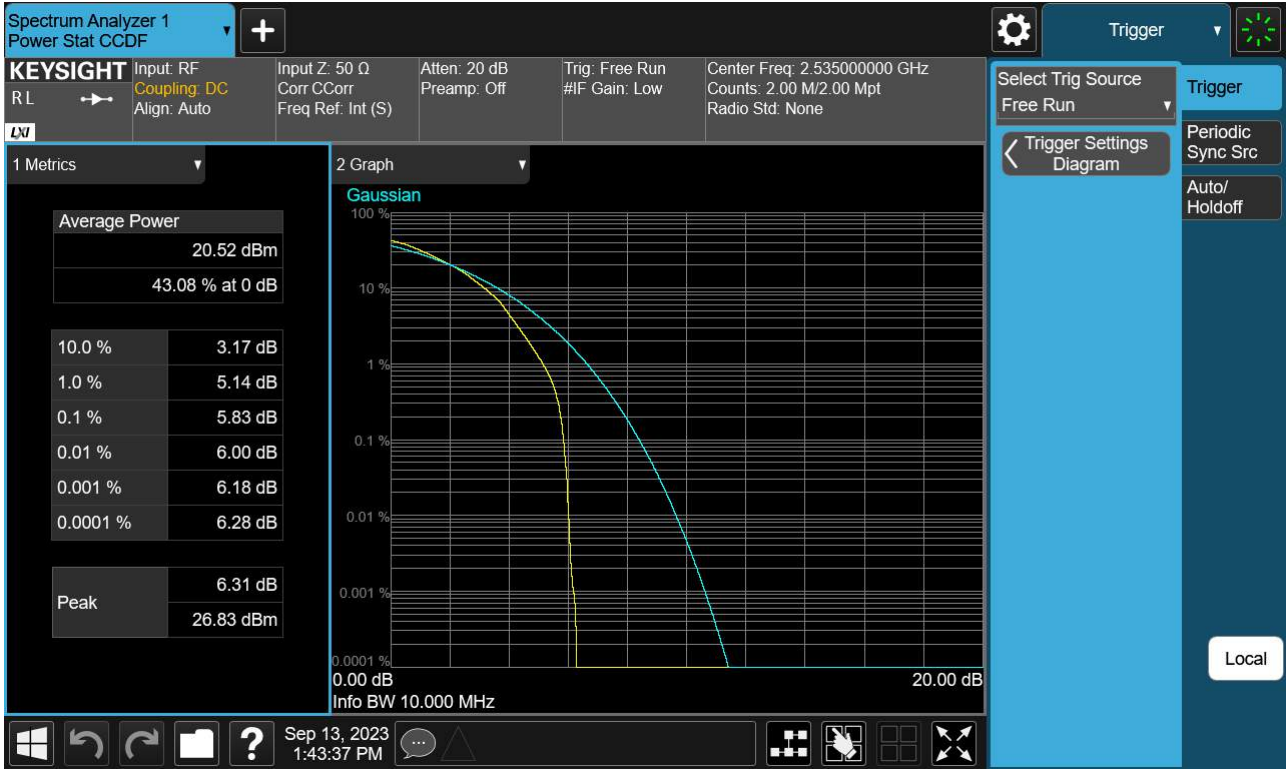 Spectrum Analyzer 1
Power Stat CCDF
Trigger
KEYSIGHT
RL
LXI
Input: RF
Coupling: DC
Align: Auto
Input Z: 50 Ω
Corr CCorr
Freq Ref: Int (S)
Atten: 20 dB
Preamp: Off
Trig: Free Run
#IF Gain: Low
Center Freq: 2.535000000 GHz
Counts: 2.00 M/2.00 Mpt
Radio Std: None
Select Trig Source
Free Run
Trigger Settings
Diagram
Trigger
Periodic
Sync Src
Auto/
Holdoff
Local
1 Metrics
Average Power
20.52 dBm
43.08 % at 0 dB
10.0 % 3.17 dB
1.0 % 5.14 dB
0.1 % 5.83 dB
0.01 % 6.00 dB
0.001 % 6.18 dB
0.0001 % 6.28 dB
Peak
6.31 dB
26.83 dBm
2 Graph
Gaussian
100 %
10 %
1 %
0.1 %
0.01 %
0.001 %
0.0001 %
0.00 dB
20.00 dB
Info BW 10.000 MHz
?
Sep 13, 2023
1:43:37 PM